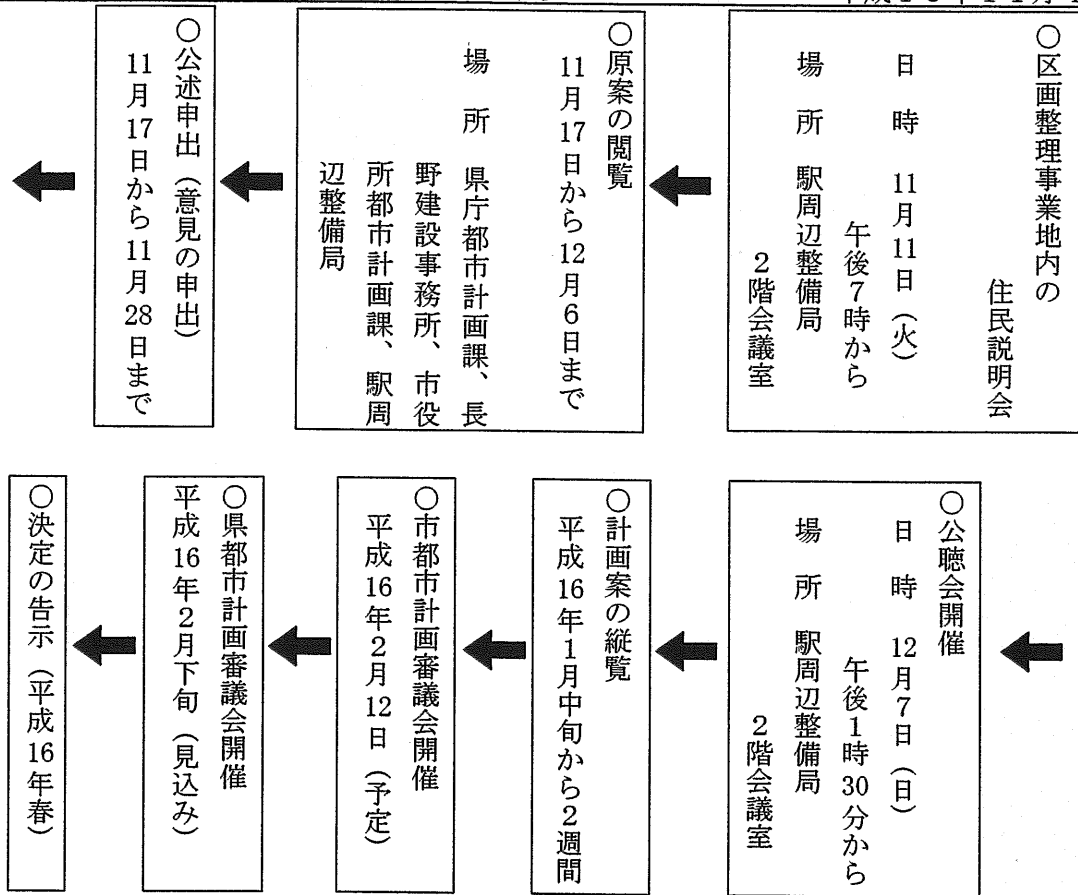 ○区画整理事業地内の
住民説明会
日 時 11月11日(火)
午後7時から
場 所 駅周辺整備局
2階会議室
○原案の閲覧
11月17日から12月6日まで
場 所 県庁都市計画課、長
野建設事務所、市役
所都市計画課、駅周
辺整備局
○公述申出(意見の申出)
11月17日から11月28日まで
○公聴会開催
日 時 12月7日(日)
午後1時30分から
場 所 駅周辺整備局
2階会議室
○計画案の縦覧
平成16年1月中旬から2週間
○市都市計画審議会開催
平成16年2月12日(予定)
○県都市計画審議会開催
平成16年2月下旬(見込み)
○決定の告示(平成16年春)